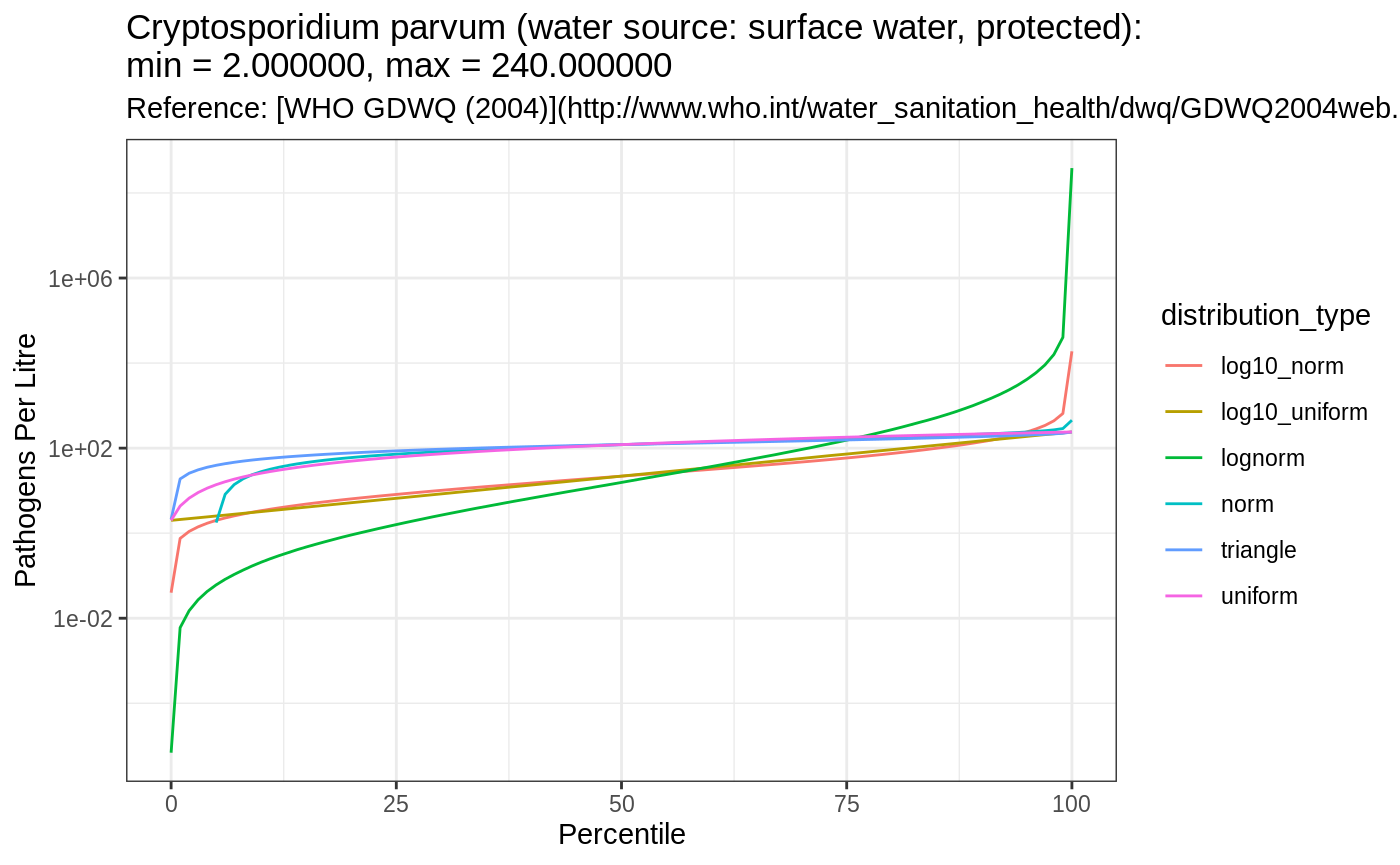 Cryptosporidium parvum (water source: surface water, protected):
min = 2.000000, max = 240.000000
Reference: [WHO GDWQ (2004)](http://www.who.int/water_sanitation_health/dwq/GDWQ2004web.
Pathogens Per Litre
1e+06
1e+02
1e-02
0 25 50 75 100
Percentile
distribution_type
log10_norm
log10_uniform
lognorm
norm
triangle
uniform